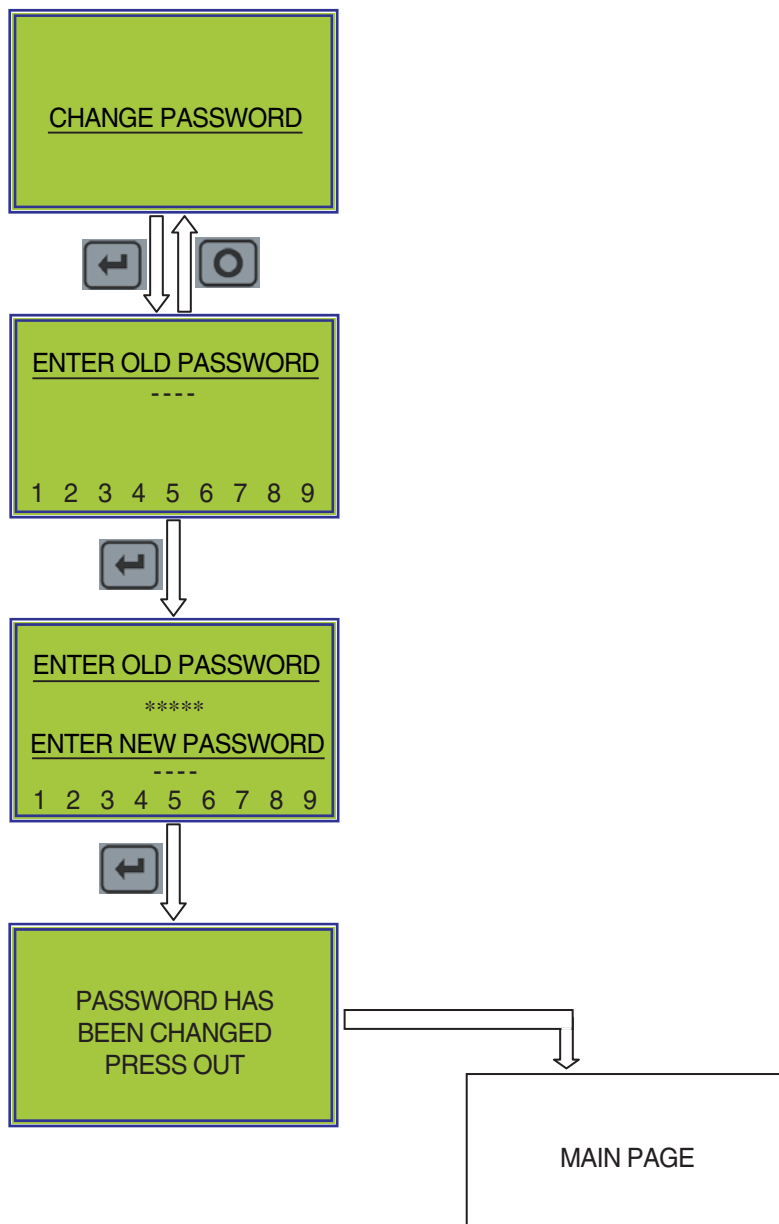 CHANGE PASSWORD
ENTER OLD PASSWORD
----
1 2 3 4 5 6 7 8 9
ENTER OLD PASSWORD
*****
ENTER NEW PASSWORD
----
1 2 3 4 5 6 7 8 9
PASSWORD HAS
BEEN CHANGED
PRESS OUT
MAIN PAGE